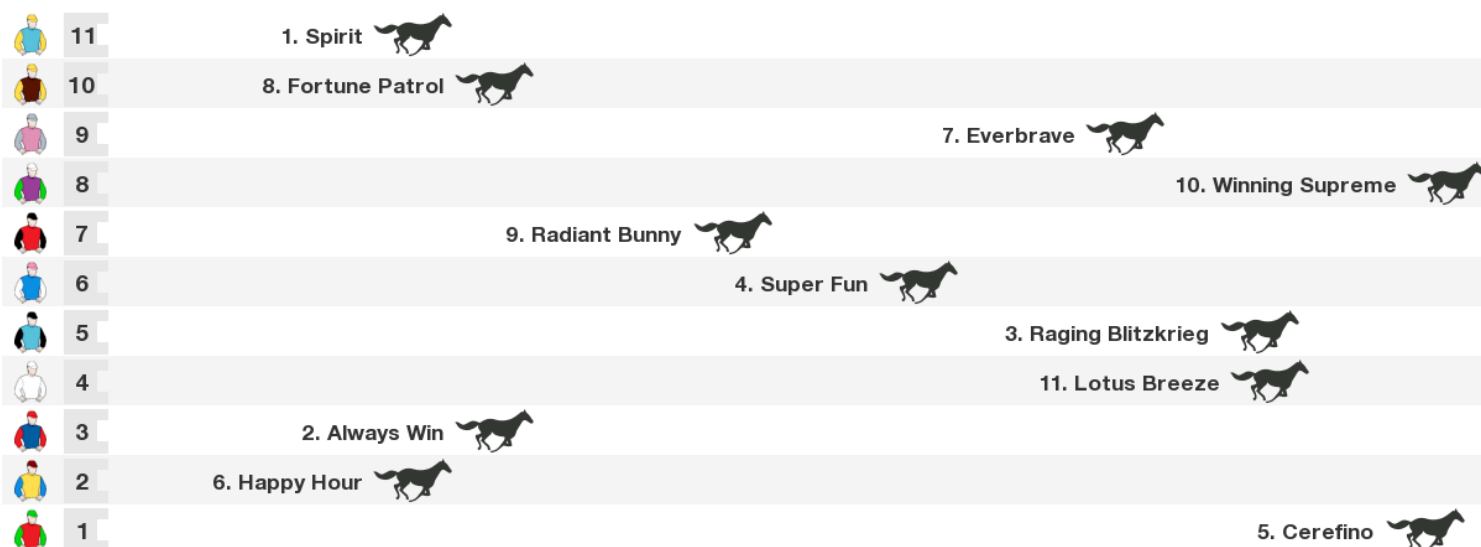 11 1. Spirit
10 8. Fortune Patrol
9 7. Everbrave
8 10. Winning Supreme
7 9. Radiant Bunny
6 4. Super Fun
5 3. Raging Blitzkrieg
4 11. Lotus Breeze
3 2. Always Win
2 6. Happy Hour
1 5. Cerefino